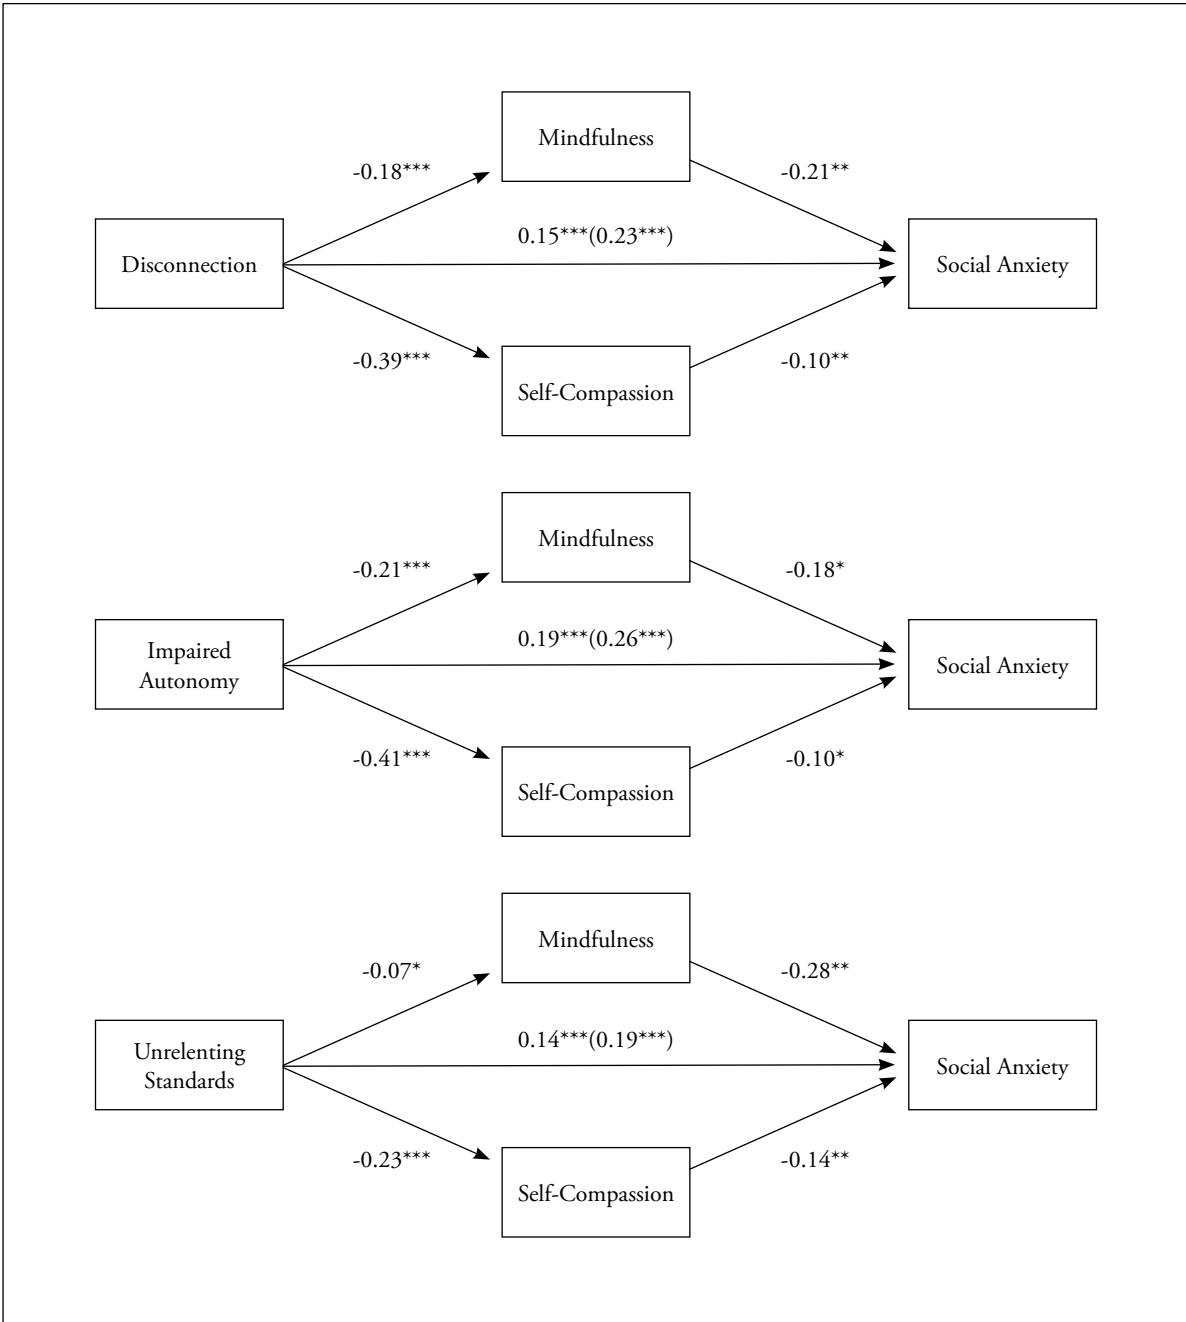 Mindfulness
-0.18***
-0.21**
0.15***(0.23***)
Disconnection
Social Anxiety
-0.39***
-0.10**
Self-Compassion
Mindfulness
-0.21***
-0.18*
0.19***(0.26***)
Impaired
Autonomy
Social Anxiety
-0.41***
-0.10*
Self-Compassion
Mindfulness
-0.07*
-0.28**
0.14***(0.19***)
Unrelenting
Standards
Social Anxiety
-0.23***
-0.14**
Self-Compassion